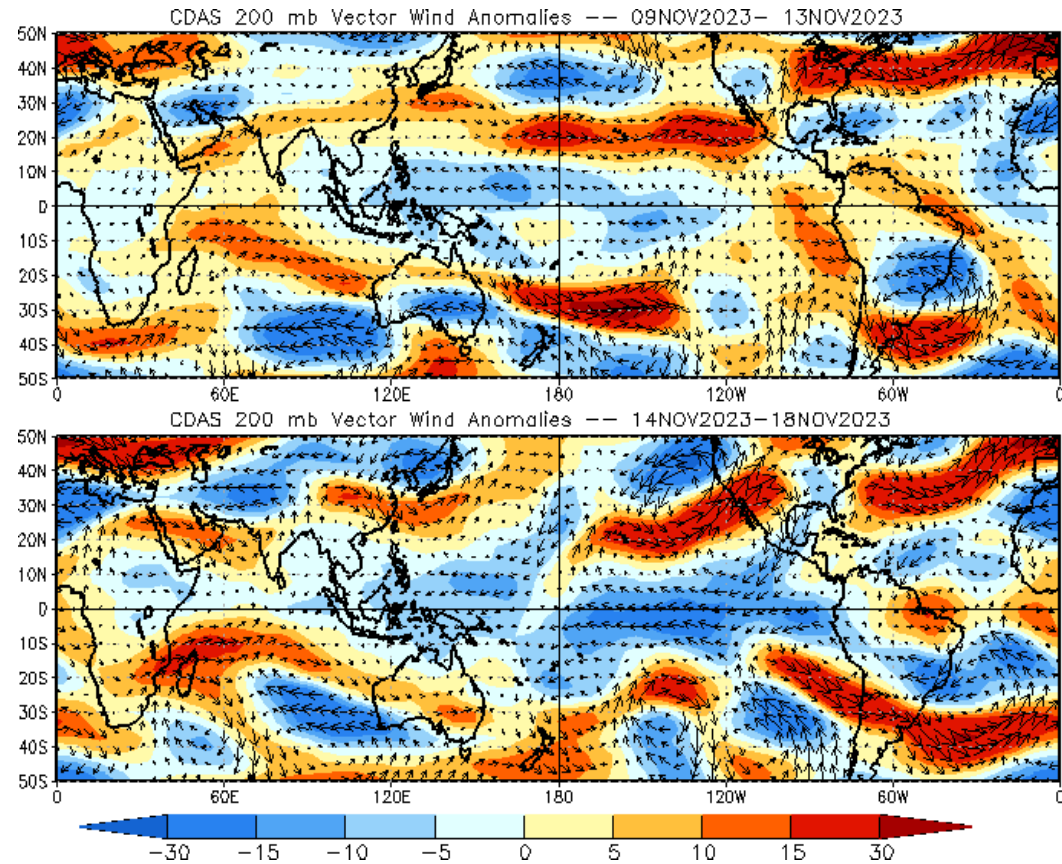 CDAS 200 mb Vector Wind Anomalies -- 09NOV2023- 13NOV2023
50N
40N
30N
20N
10N
0
10S
20S
30S
40S
50S
0 60E 120E 180 120W 60W 0
CDAS 200 mb Vector Wind Anomalies -- 14NOV2023-18NOV2023
50N
40N
30N
20N
10N
0
10S
20S
30S
40S
50S
0 60E 120E 180 120W 60W 0
-30 -15 -10 -5 0 5 10 15 30